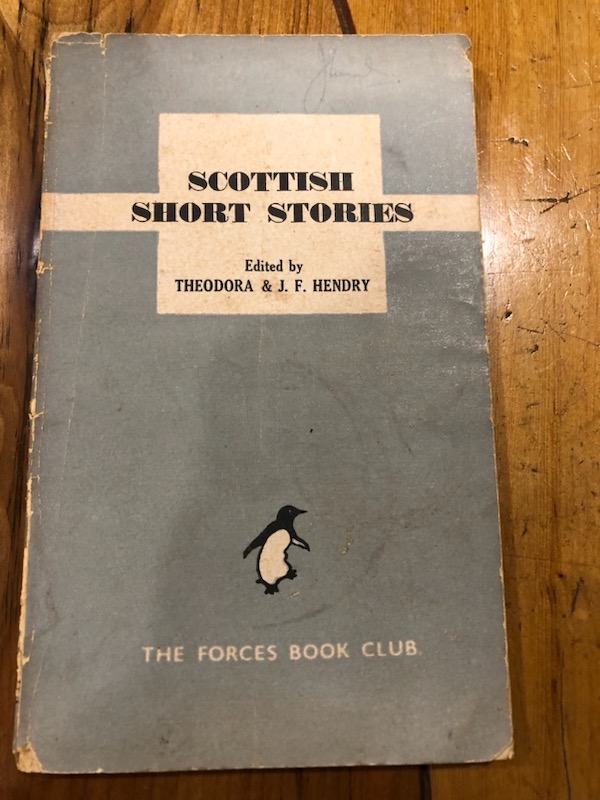 SCOTTISH
SHORT STORIES
Edited by
THEODORA & J. F. HENDRY
THE FORCES BOOK CLUB.